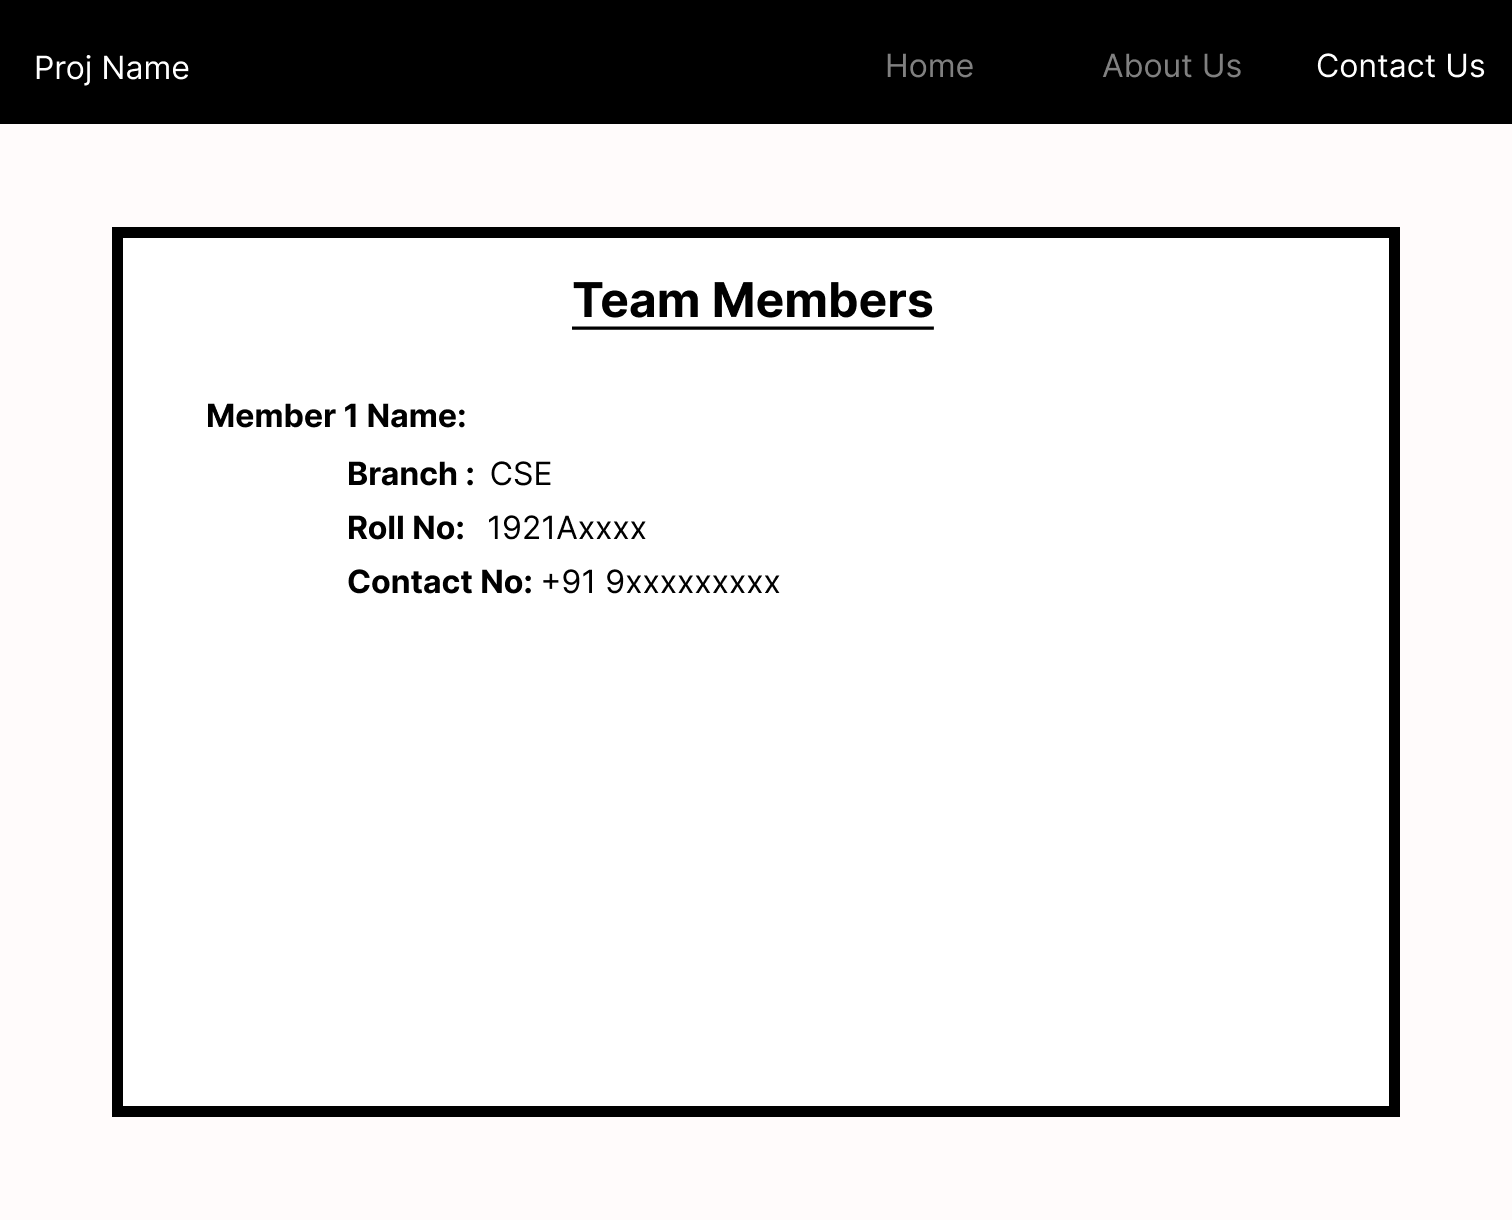 Proj Name Home About Us Contact Us
Team Members
Member 1 Name:
Branch : CSE
Roll No: 1921Axxxx
Contact No: +91 9xxxxxxxxx